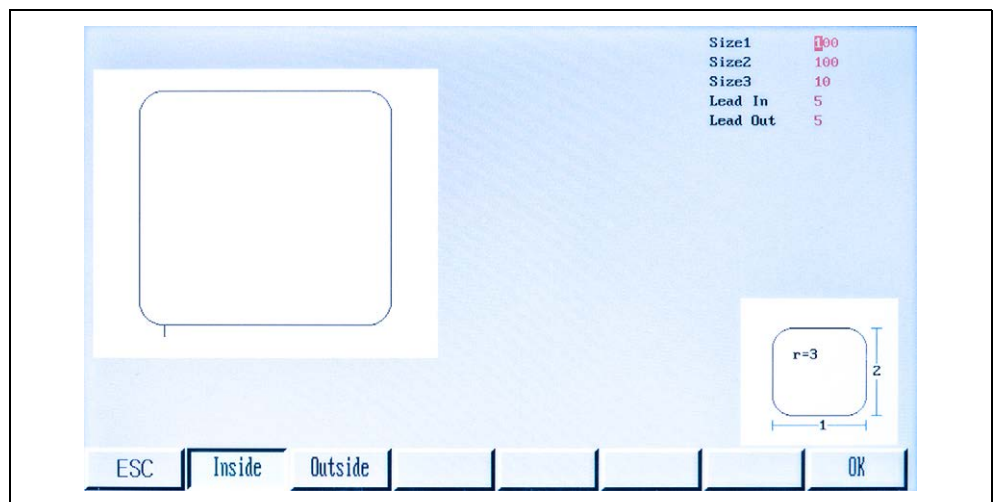 Size1 100
Size2 100
Size3 10
Lead In 5
Lead Out 5
r=3
2
1
ESC Inside Outside OK